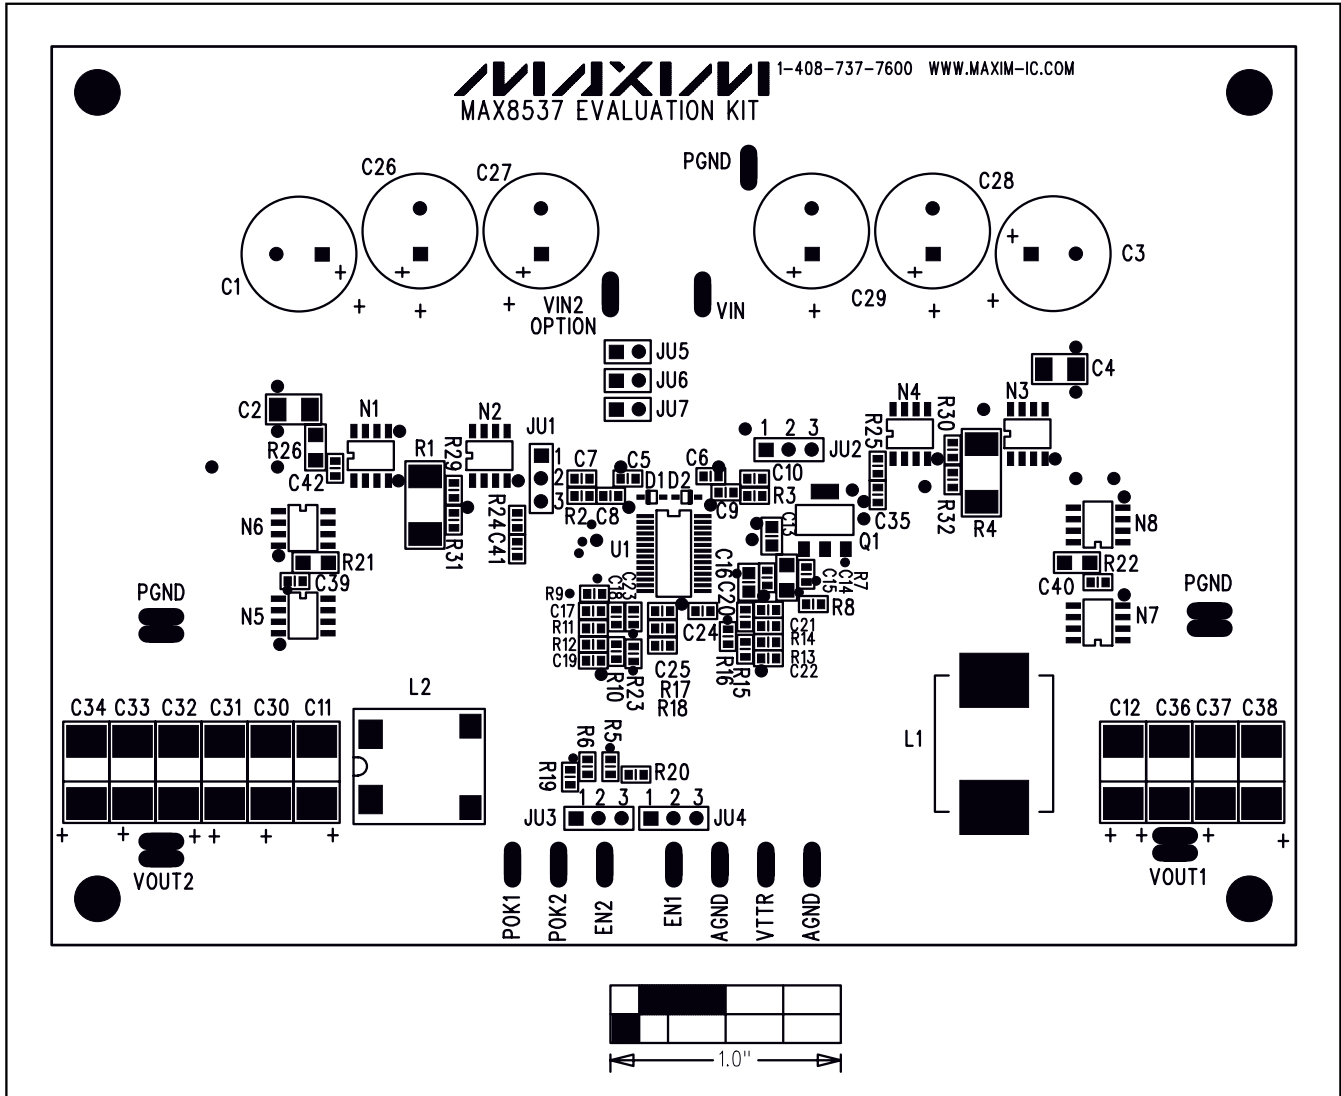 MAXIM 1-408-737-7600 WWW.MAXIM-IC.COM
MAX8537 EVALUATION KIT
C26 C27 PGND C28
C1 + + + + + + C3
+ + + VIN2 OPTION VIN + C29 + +
JU5
JU6
JU7
C4
C2 N1 N2 JU1 N4 N3
R26 R1 R29 1 2 3 JU2 R25 R30
C42 1 2 3 C7 C5 C6 C10
D1 D2
R24 R2 C8 C9 R3 C35 R32 R4
N6 R31 C41 U1 C13 Q1 N8
R21 R22
C39 C16 C15 C14 R7 C40
PGND R9 C18 C23 C20 R8 PGND
N5 C17 C24 C21 N7
R11 R14
R12 C25 R13
C19 R10 R23 R17 R16 R15 C22
R18
L2
C34 C33 C32 C31 C30 C11 C12 C36 C37 C38
R6 R5 L1
R19 R20
JU3 1 2 3 1 2 3 JU4
+ + + + + + + + + +
VOUT2 VOUT1
POK1 POK2 EN2 EN1 AGND VTTR AGND
1.0"